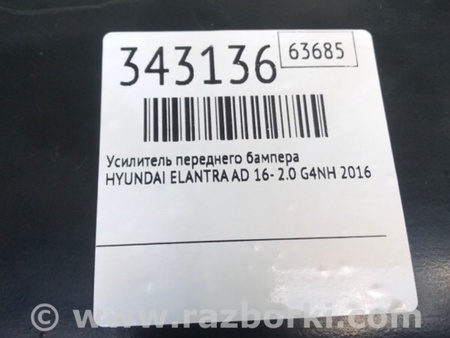 343136
63685
Усилитель переднего бампера
HYUNDAI ELANTRA AD 16- 2.0 G4NH 2016
© www.razborki.com